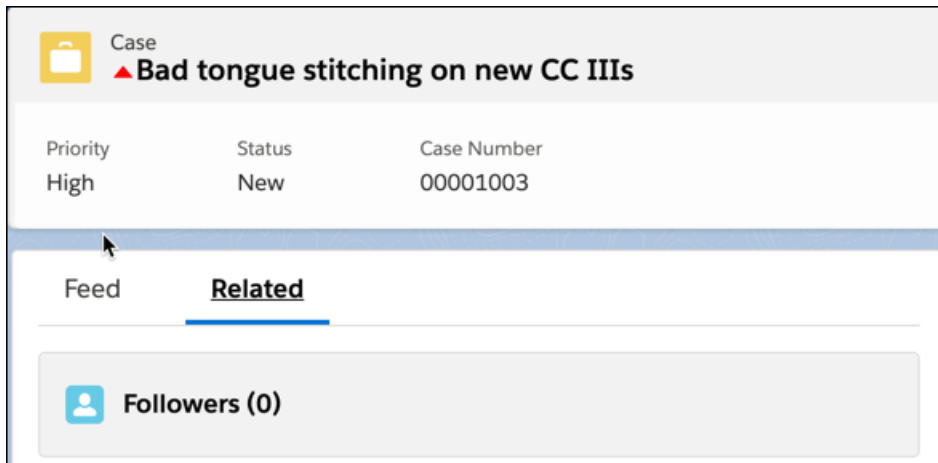 Case
Bad tongue stitching on new CC IIIs
Priority Status Case Number
High New 00001003
Feed Related
Followers (0)